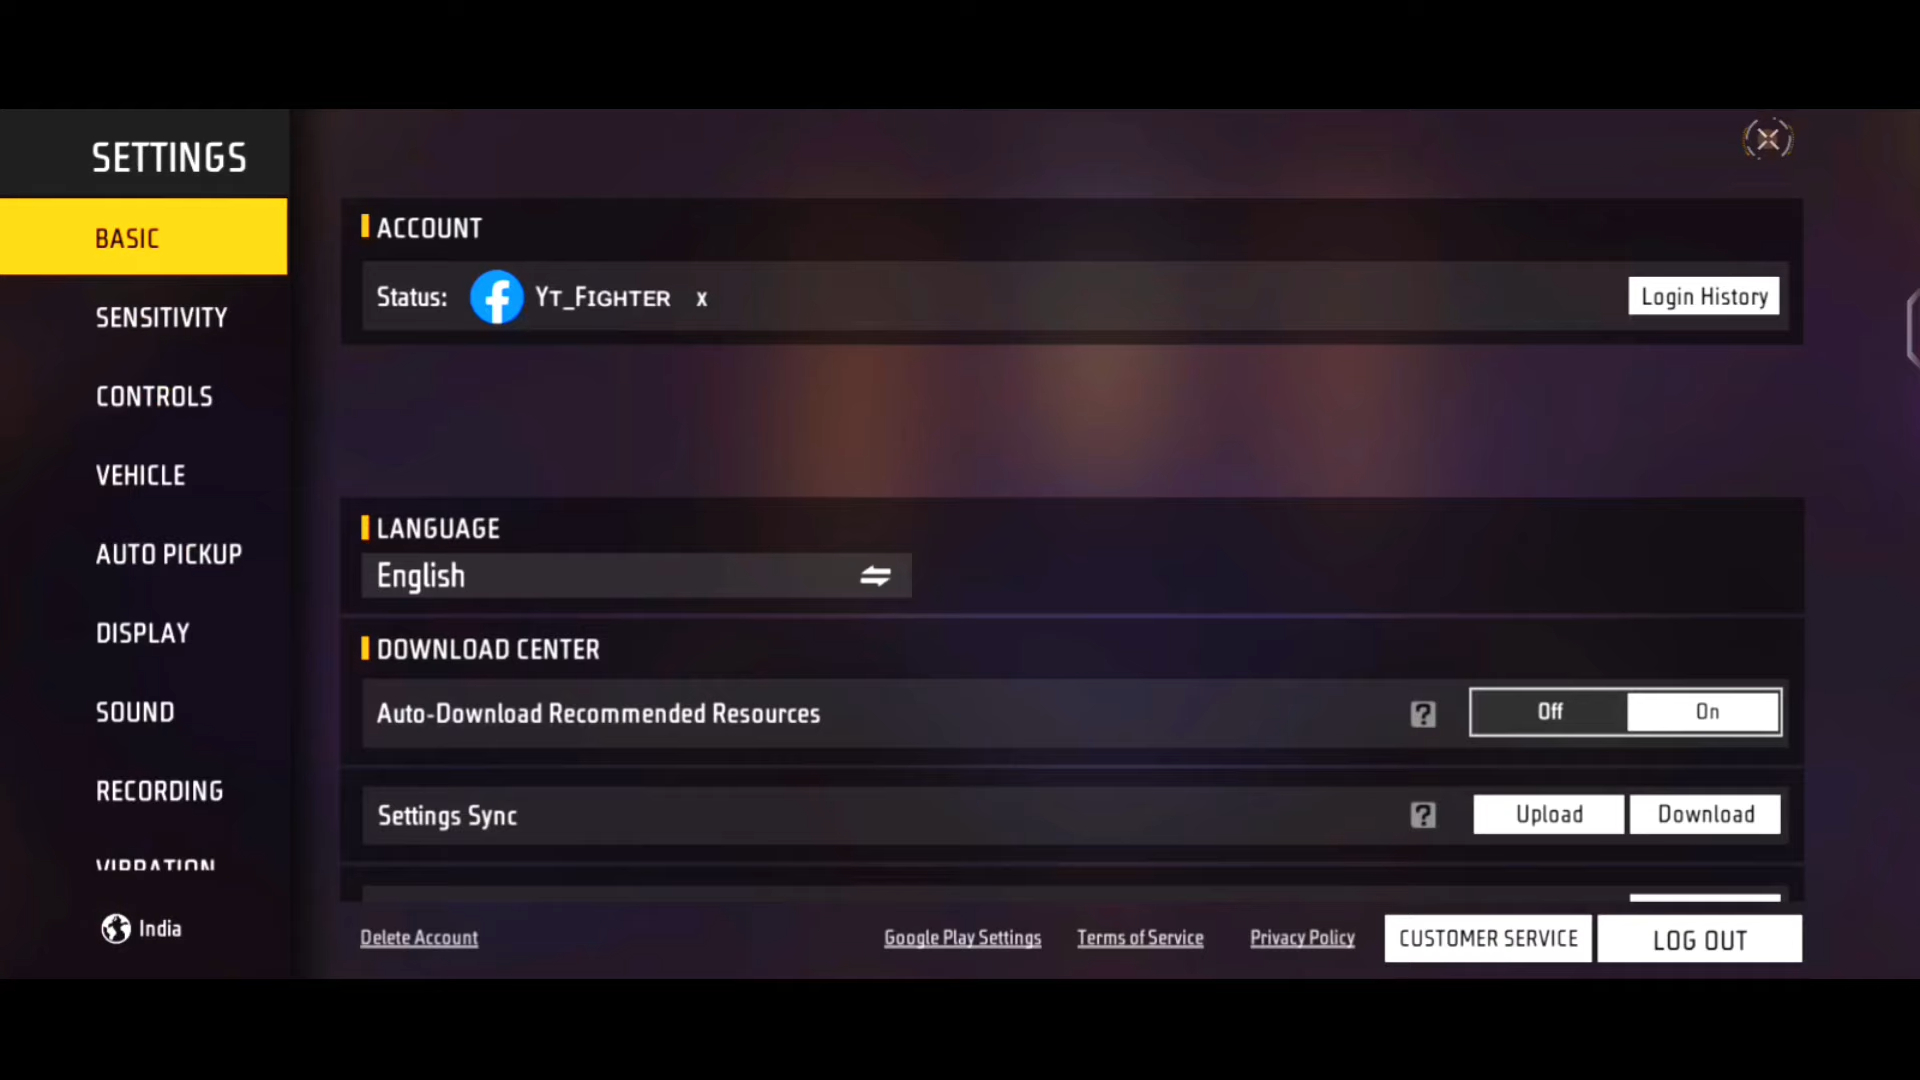 SETTINGS
BASIC
SENSITIVITY
CONTROLS
VEHICLE
AUTO PICKUP
DISPLAY
SOUND
RECORDING
VIBRATION
India
ACCOUNT
Status: Yᴛ_Fɪɢʜᴛᴇʀ x
Login History
LANGUAGE
English
DOWNLOAD CENTER
Auto-Download Recommended Resources
? Off On
Settings Sync
? Upload Download
Delete Account
Google Play Settings
Terms of Service
Privacy Policy
CUSTOMER SERVICE
LOG OUT